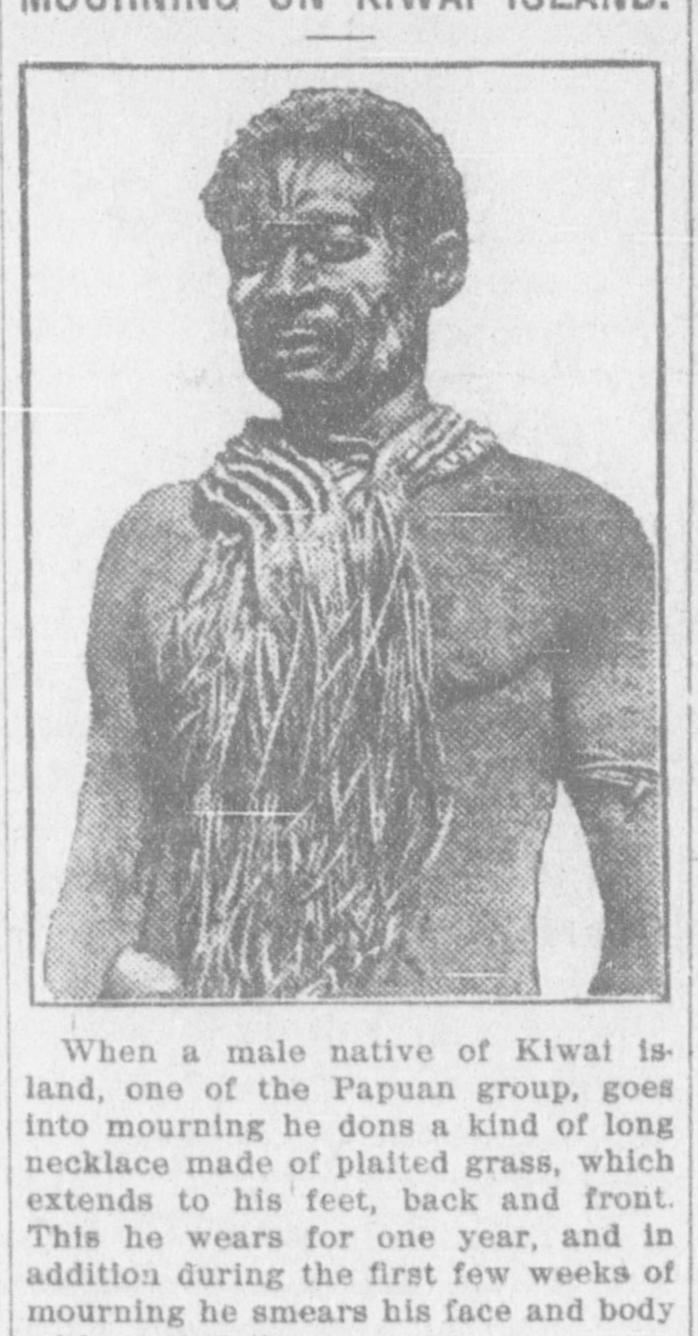 MOURNING ON KIWAI ISLAND.
When a male native of Kiwai is-
land, one of the Papuan group, goes
into mourning he dons a kind of long
necklace made of plaited grass, which
extends to his feet, back and front.
This he wears for one year, and in
addition during the first few weeks of
mourning he smears his face and body